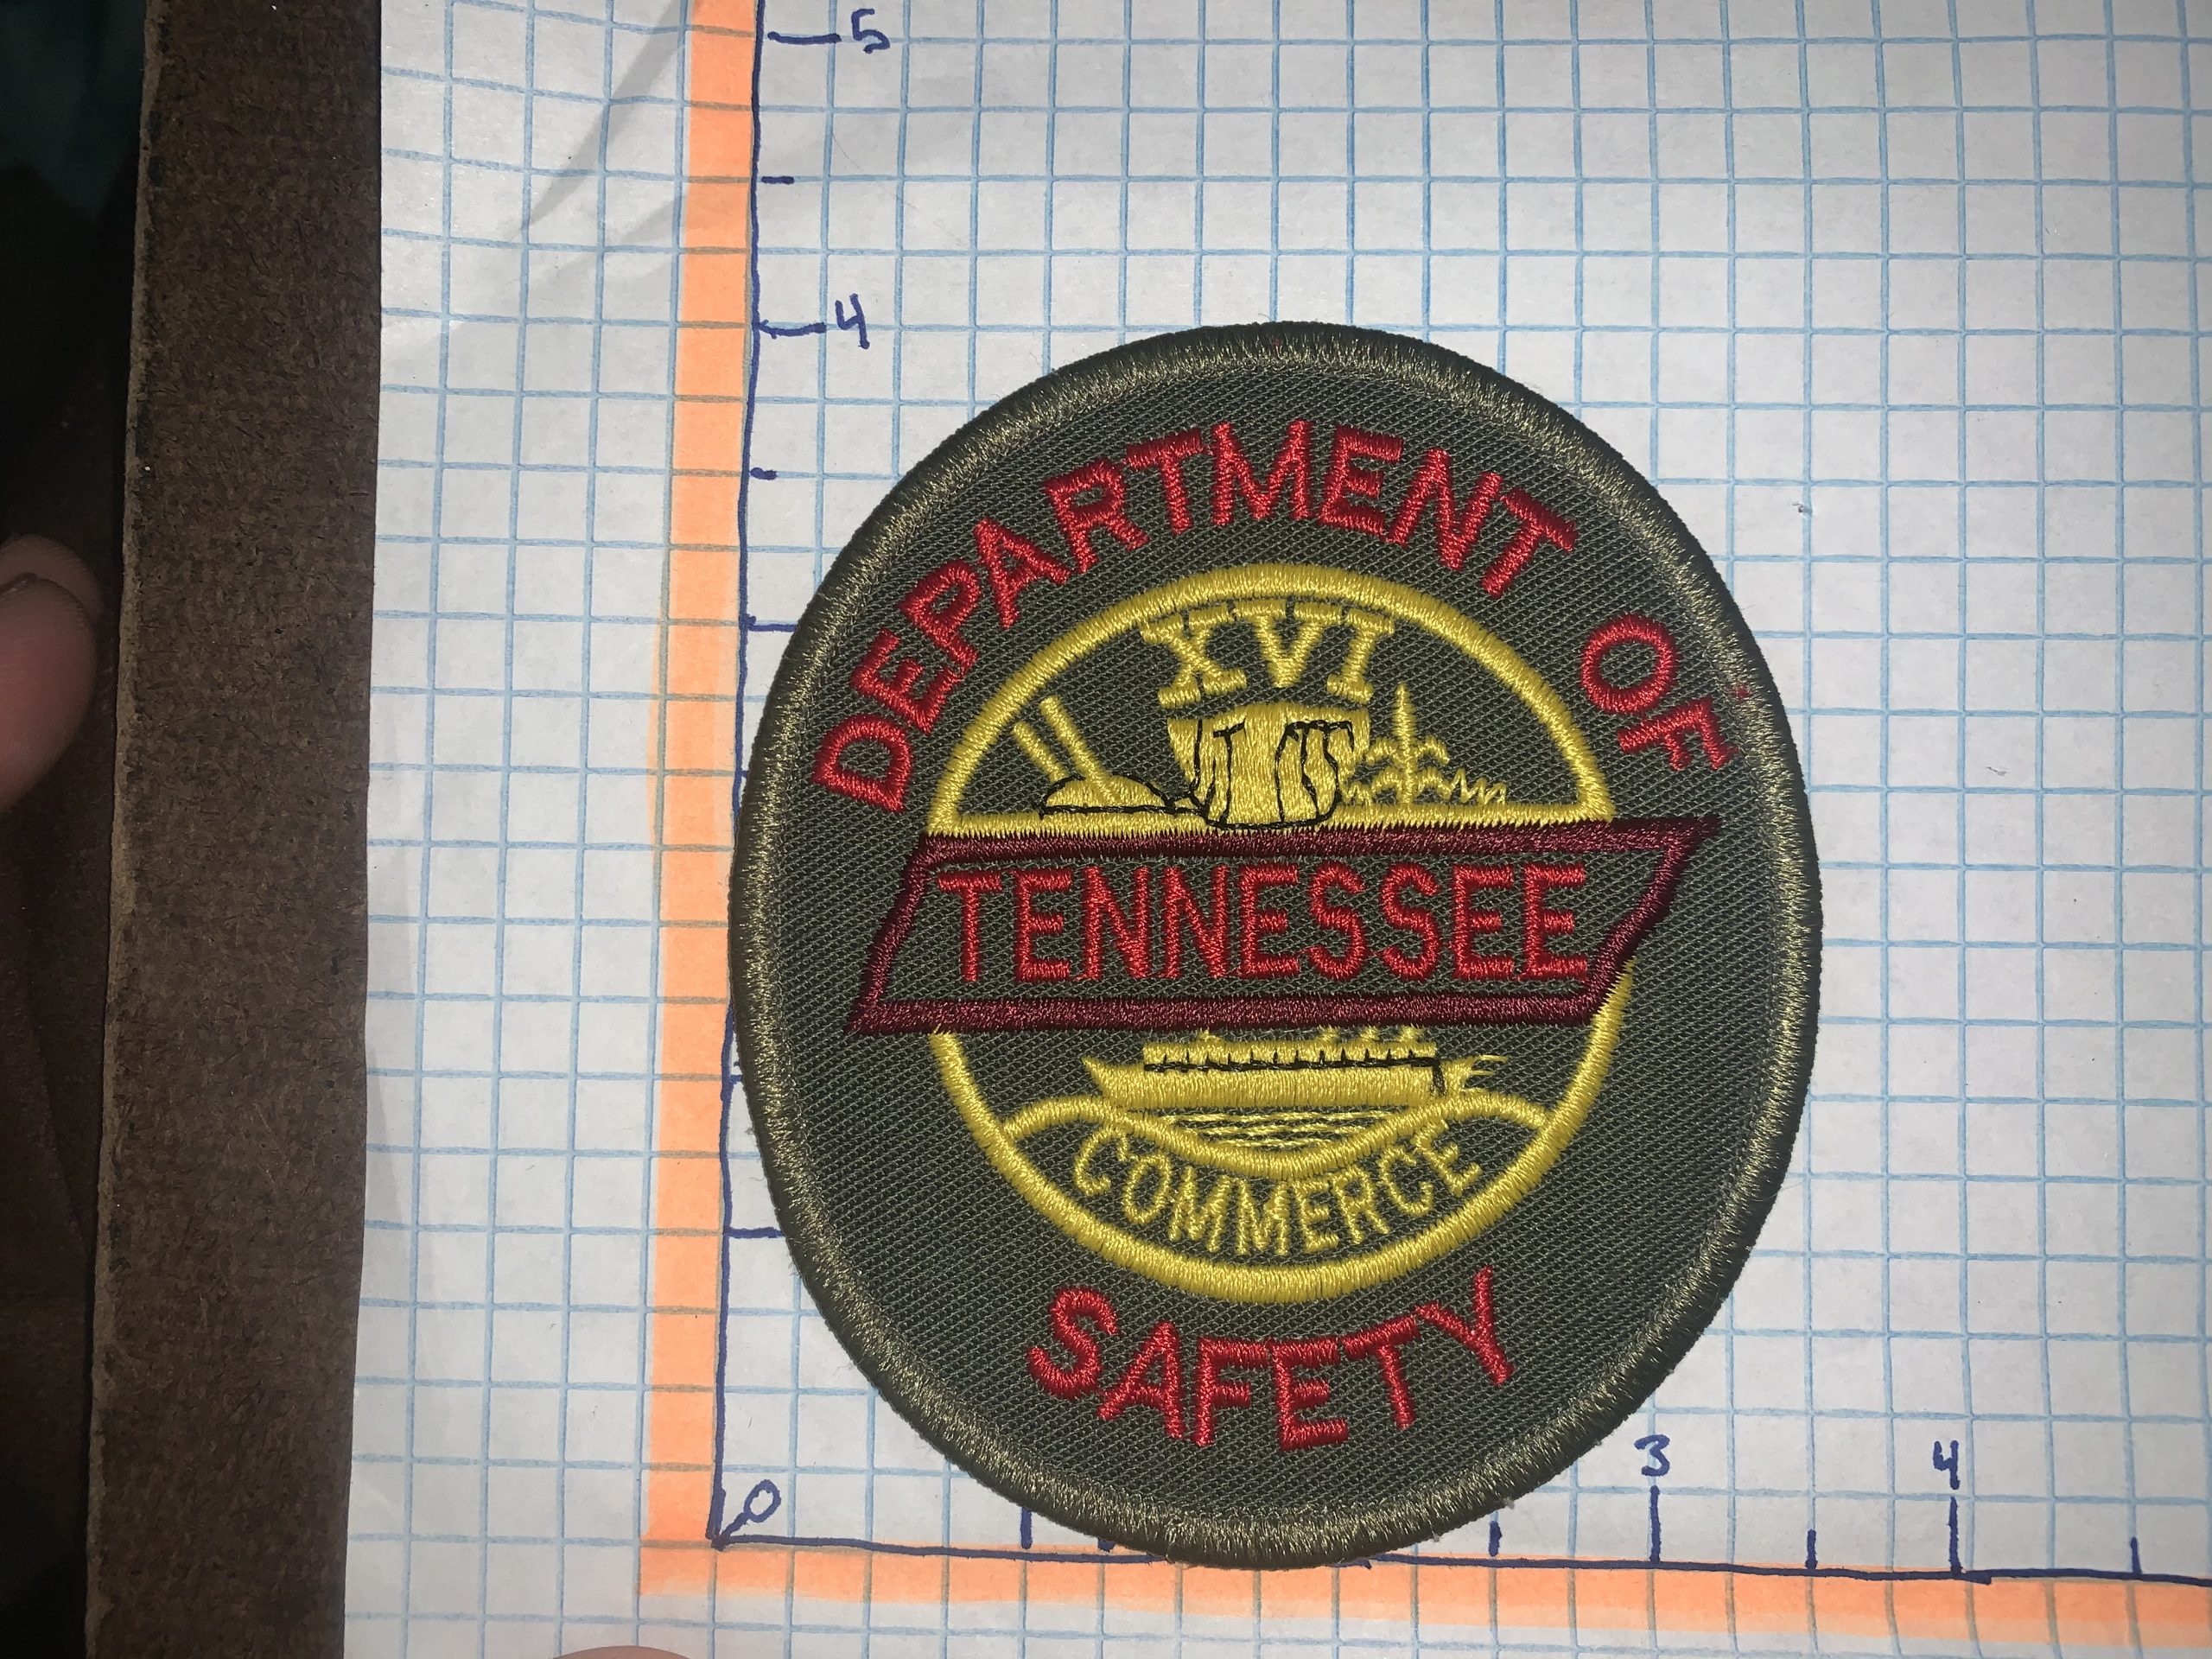 5
4
DEPARTMENT OF
XVI
TENNESSEE
COMMERCE
SAFETY
0
3
4